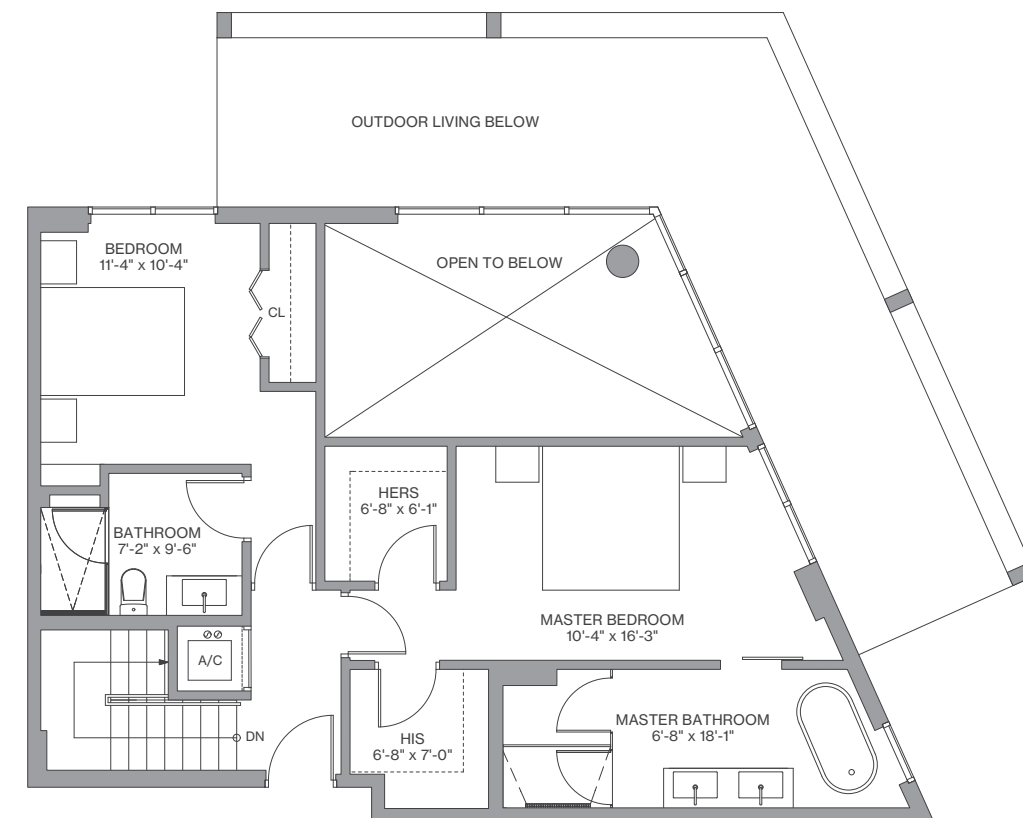 OUTDOOR LIVING BELOW
BEDROOM
11'-4" x 10'-4"
OPEN TO BELOW
CL
HERS
6'-8" x 6'-1"
BATHROOM
7'-2" x 9'-6"
MASTER BEDROOM
10'-4" x 16'-3"
A/C
MASTER BATHROOM
6'-8" x 18'-1"
DN
HIS
6'-8" x 7'-0"